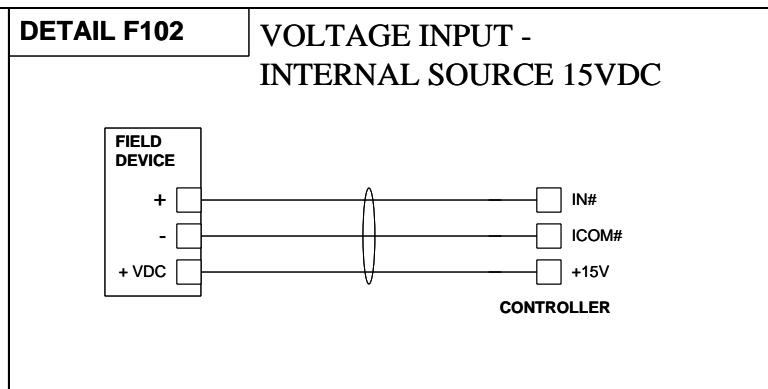 DETAIL F102
VOLTAGE INPUT -
INTERNAL SOURCE 15VDC
FIELD
DEVICE
+
IN#
-
ICOM#
+ VDC
+15V
CONTROLLER